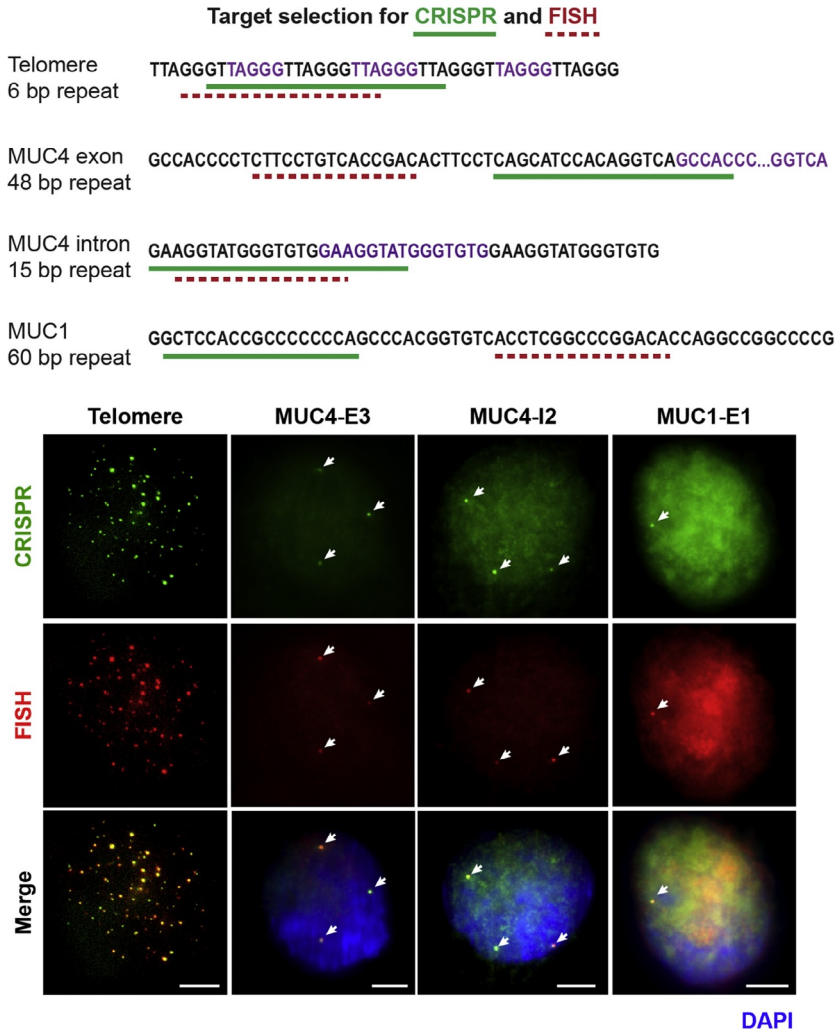 Target selection for CRISPR and FISH
Telomere
6 bp repeat
TTAGGGTTAGGGTTAGGGTTAGGGTTAGGGTTAGGGTTAGGG
MUC4 exon
48 bp repeat
GCCACCCCTCTTCCTGTCACCGACACTTCCTCAGCATCCACAGGTCAGCCACCC...GGTCA
MUC4 intron
15 bp repeat
GAAGGTATGGGTGTGGAAGGTATGGGTGTGGAAGGTATGGGTGTG
MUC1
60 bp repeat
GGCTCCACCGCCCCCCCAGCCCACGGTGTCACCTCGGCCCGGACACCAGGCCGGCCCCG
Telomere MUC4-E3 MUC4-I2 MUC1-E1
CRISPR
FISH
Merge
DAPI